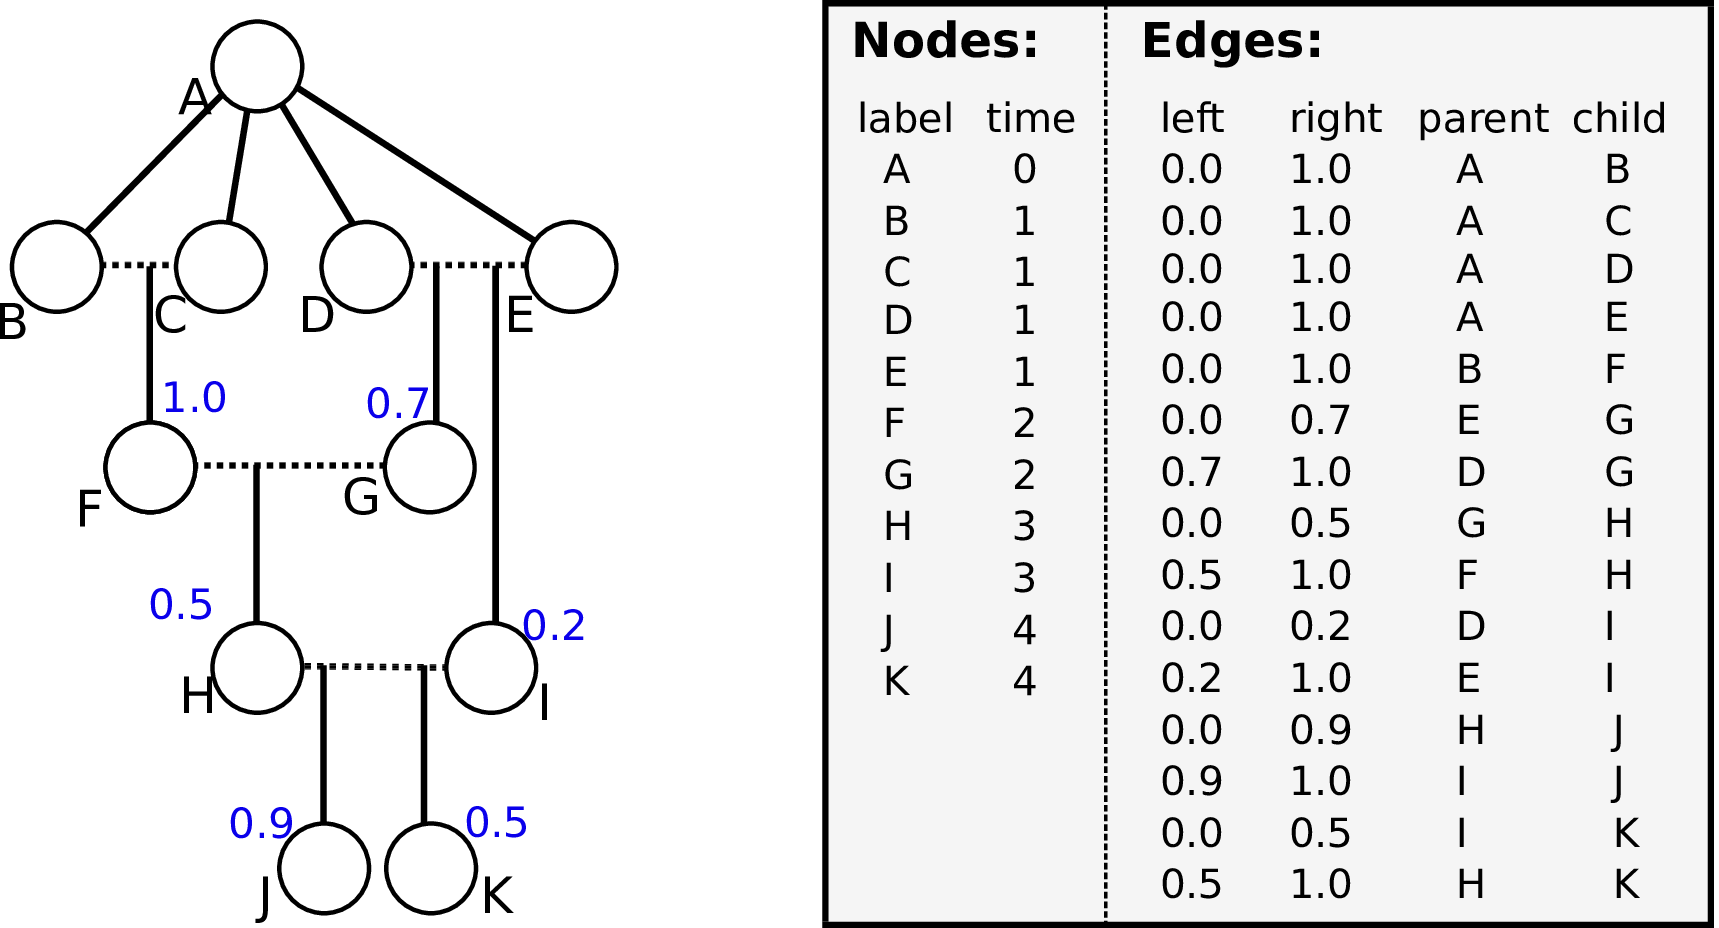 A
B
C
D
E
1.0
0.7
F
G
0.5
0.2
H
I
0.9
0.5
J
K
Nodes: Edges:
label time left right parent child
A 0 0.0 1.0 A B
B 1 0.0 1.0 A C
C 1 0.0 1.0 A D
D 1 0.0 1.0 A E
E 1 0.0 1.0 B F
F 2 0.0 0.7 E G
G 2 0.7 1.0 D G
H 3 0.0 0.5 G H
I 3 0.5 1.0 F H
J 4 0.0 0.2 D I
K 4 0.2 1.0 E I
0.0 0.9 H J
0.9 1.0 I J
0.0 0.5 I K
0.5 1.0 H K